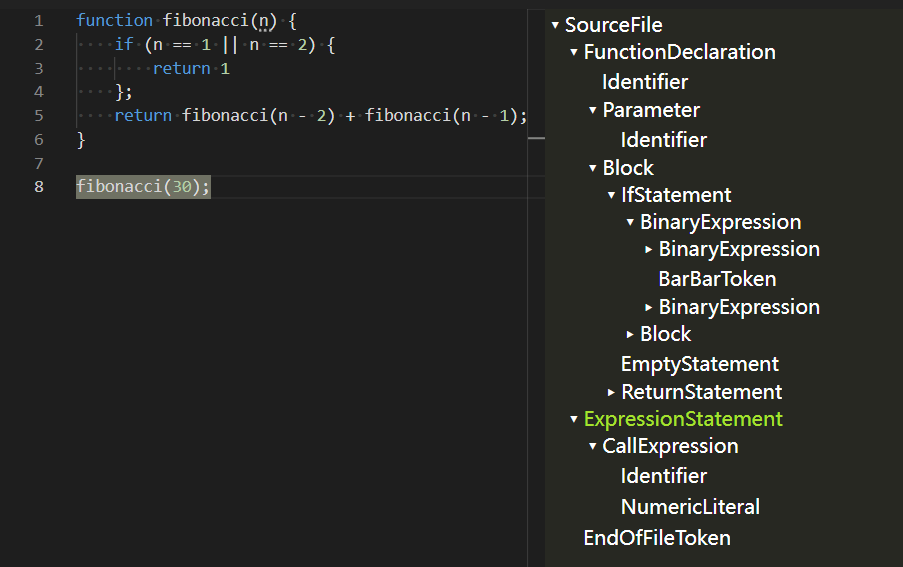 1 function fibonacci(n) {
2 if (n == 1 || n == 2) {
3 return 1
4 };
5 return fibonacci(n - 2) + fibonacci(n - 1);
6 }
7
8 fibonacci(30);
SourceFile
FunctionDeclaration
Identifier
Parameter
Identifier
Block
IfStatement
BinaryExpression
BinaryExpression
BarBarToken
BinaryExpression
Block
EmptyStatement
ReturnStatement
ExpressionStatement
CallExpression
Identifier
NumericLiteral
EndOfFileToken